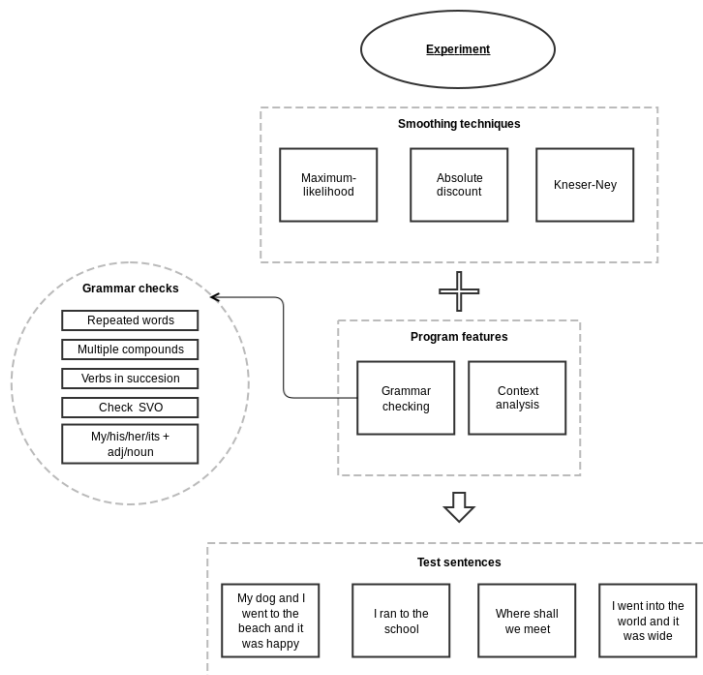 Experiment
Smoothing techniques
Maximum-
likelihood
Absolute
discount
Kneser-Ney
Grammar checks
Repeated words
Multiple compounds
Verbs in succesion
Check SVO
My/his/her/its +
adj/noun
Program features
Grammar
checking
Context
analysis
Test sentences
My dog and I
went to the
beach and it
was happy
I ran to the
school
Where shall
we meet
I went into the
world and it
was wide